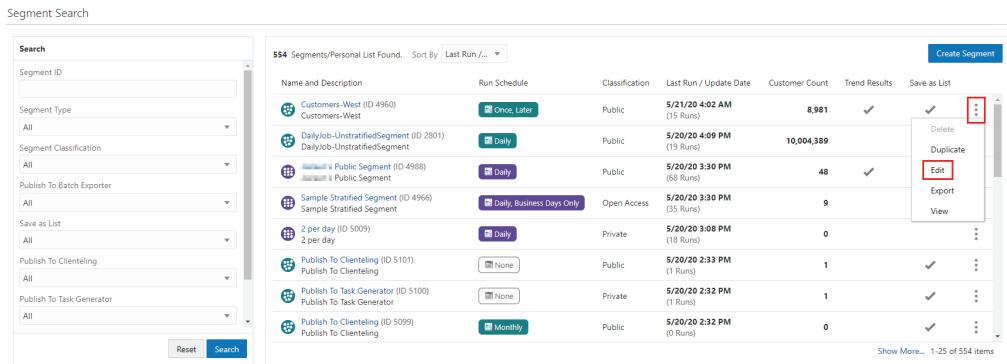 Segment Search
Search
Segment ID
Segment Type
All
Segment Classification
All
Publish To Batch Exporter
All
Save as List
All
Publish To Clienteling
All
Publish To Task Generator
All
Reset Search
554 Segments/Personal List Found. Sort By Last Run /...
Create Segment
Name and Description Run Schedule Classification Last Run / Update Date Customer Count Trend Results Save as List
Customers-West (ID 4960) Once, Later Public 5/21/20 4:02 AM 8,981
Customers-West (15 Runs)
DailyJob-UnstratifiedSegment (ID 2801) Daily Public 5/20/20 4:09 PM 10,004,389
DailyJob-UnstratifiedSegment (19 Runs)
Public Segment (ID 4988) Daily Public 5/20/20 3:30 PM 48
Public Segment (68 Runs)
Sample Stratified Segment (ID 4966) Daily, Business Days Only Open Access 5/20/20 3:30 PM 9
Sample Stratified Segment (35 Runs)
2 per day (ID 5009) Daily Private 5/20/20 3:08 PM 0
2 per day (18 Runs)
Publish To Clienteling (ID 5101) None Public 5/20/20 2:33 PM 1
Publish To Clienteling (1 Runs)
Publish To Task Generator (ID 5100) None Private 5/20/20 2:32 PM 1
Publish To Task Generator (1 Runs)
Publish To Clienteling (ID 5099) Monthly Public 5/20/20 2:32 PM 0
Publish To Clienteling (0 Runs)
Delete
Duplicate
Edit
Export
View
Show More... 1-25 of 554 items